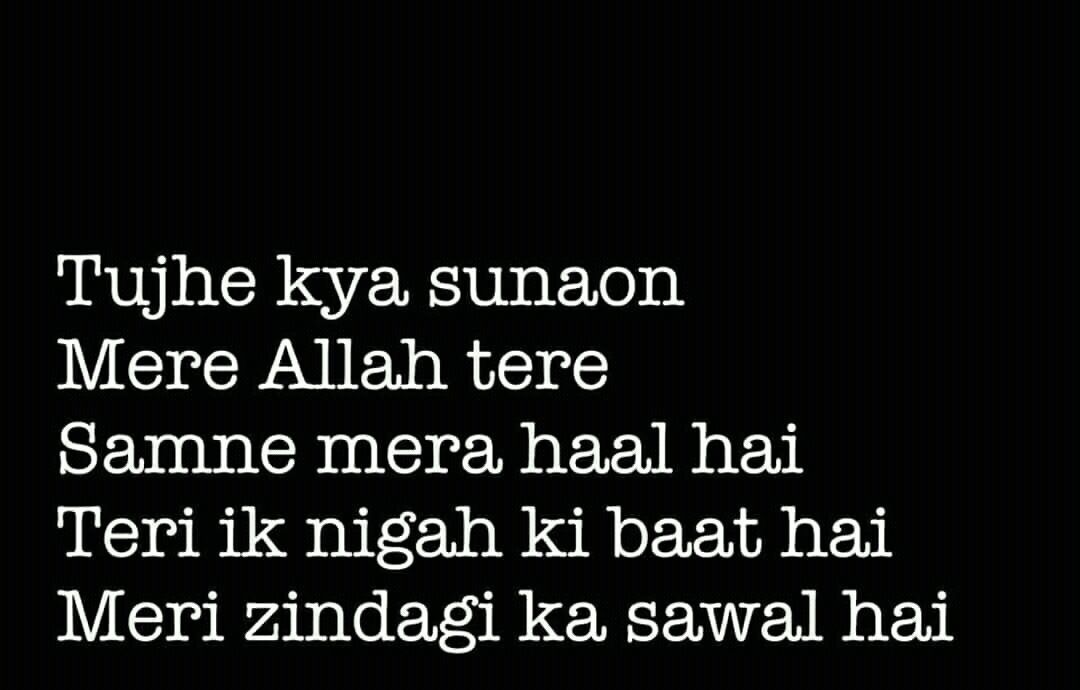 Tujhe kya sunaon
Mere Allah tere
Samne mera haal hai
Teri ik nigah ki baat hai
Meri zindagi ka sawal hai